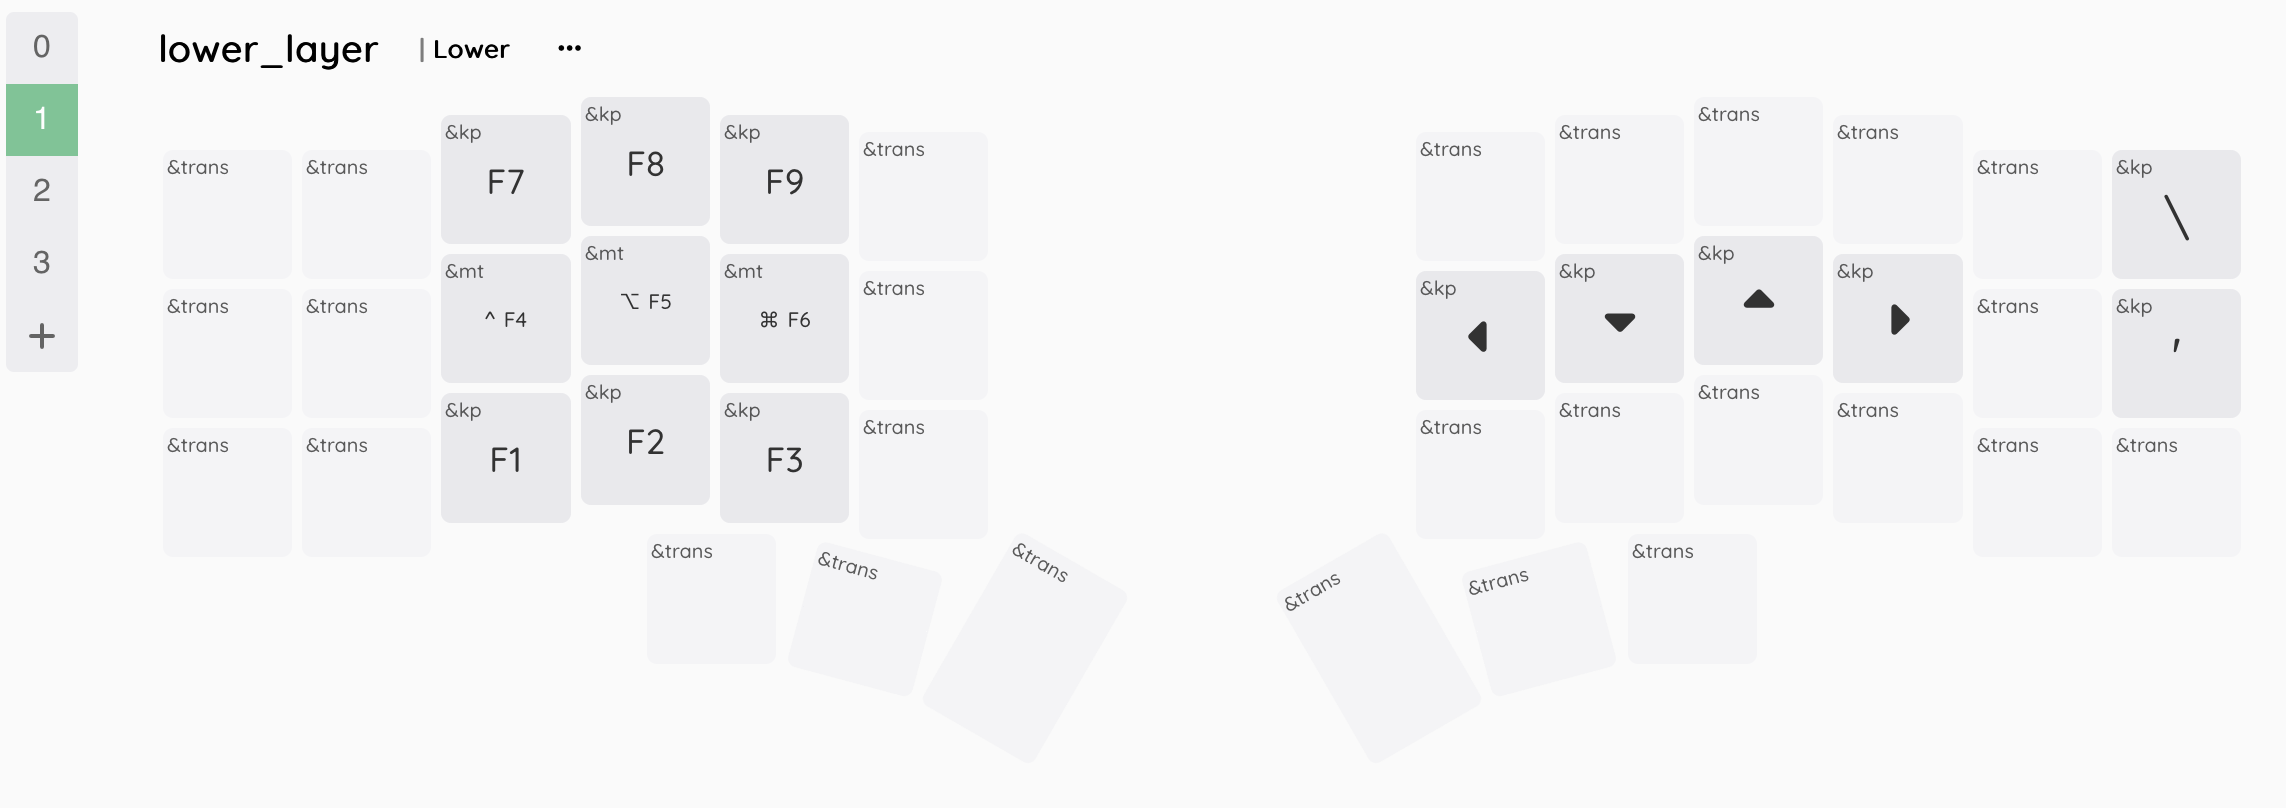 0
1
2
3
+
lower_layer | Lower •••
&trans &trans &kp F7 &kp F8 &kp F9 &trans &trans &trans &trans &trans &trans &kp \
&trans &trans &mt ^ F4 &mt ⌥ F5 &mt ⌘ F6 &trans &kp ◀ &kp ▼ &kp ▲ &kp ▶ &trans &kp '
&trans &trans &kp F1 &kp F2 &kp F3 &trans &trans &trans &trans &trans &trans &trans
&trans &trans &trans &trans &trans &trans